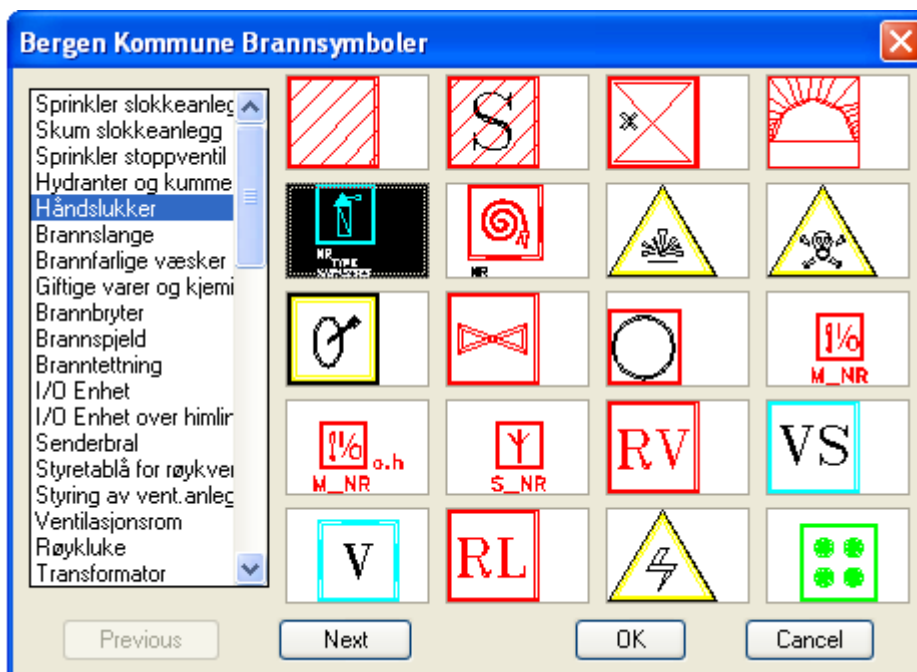 Bergen Kommune Brannsymboler
Sprinkler slokkeanleg
Skum slokkeanlegg
Sprinkler stoppventil
Hydranter og kumme
Håndslukker
Brannslange
Brannfarlige væsker
Giftige varer og kjemi
Brannbryter
Brannspjeld
Branntettning
I/O Enhet
I/O Enhet over himlin
Senderbral
Styretablå for røykver
Styring av vent.anleg
Ventilasjonsrom
Røykluke
Transformator
S
NR
TYPE
NR
I/O
M_NR
I/O o.h
M_NR
S_NR
RV
VS
V
RL
Previous
Next
OK
Cancel